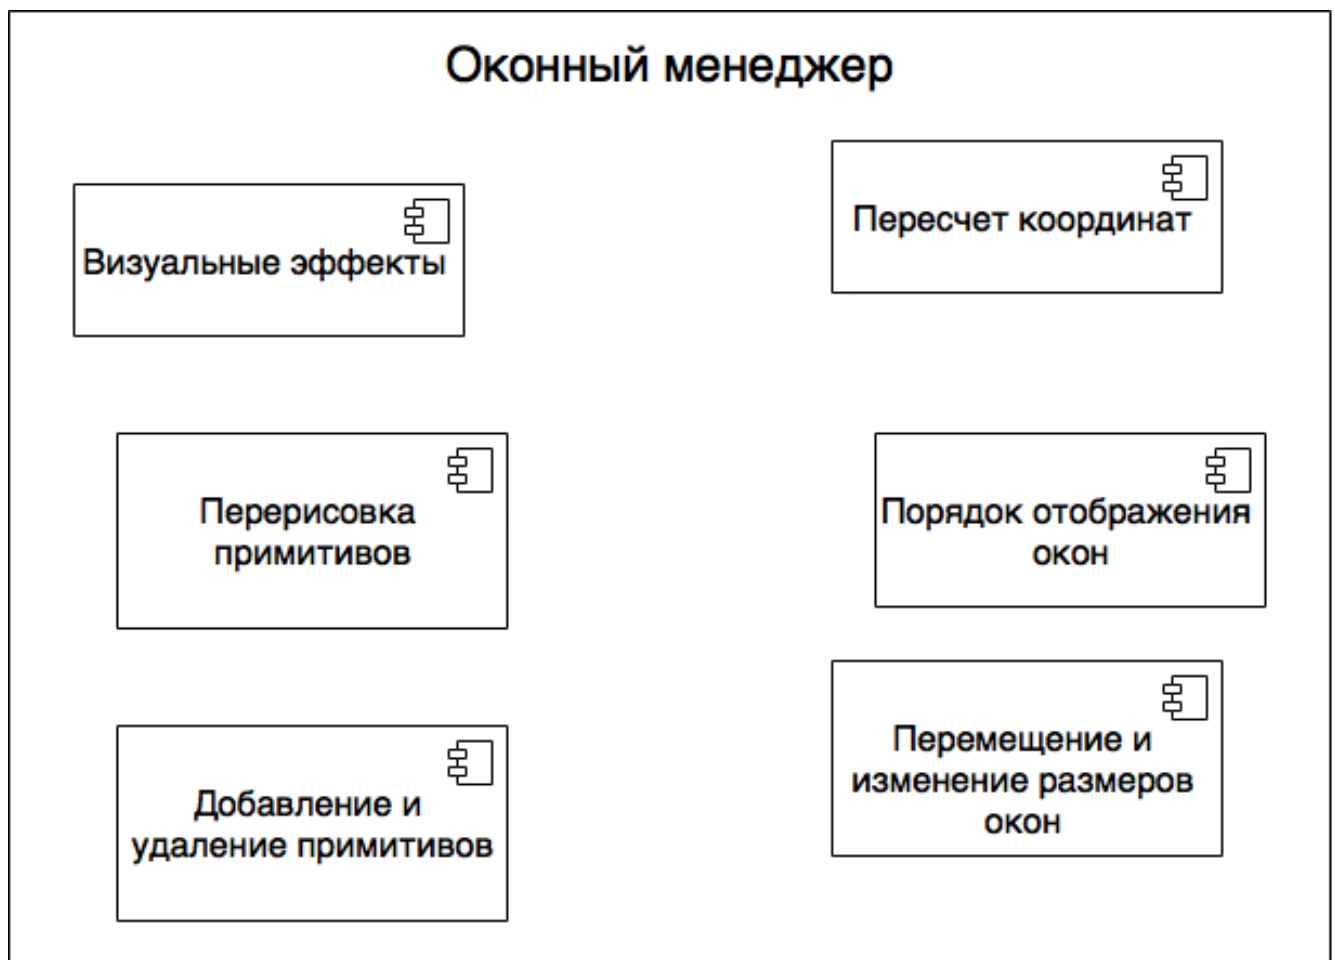 Оконный менеджер
Визуальные эффекты
Пересчет координат
Перерисовка
примитивов
Порядок отображения
окон
Добавление и
удаление примитивов
Перемещение и
изменение размеров
окон